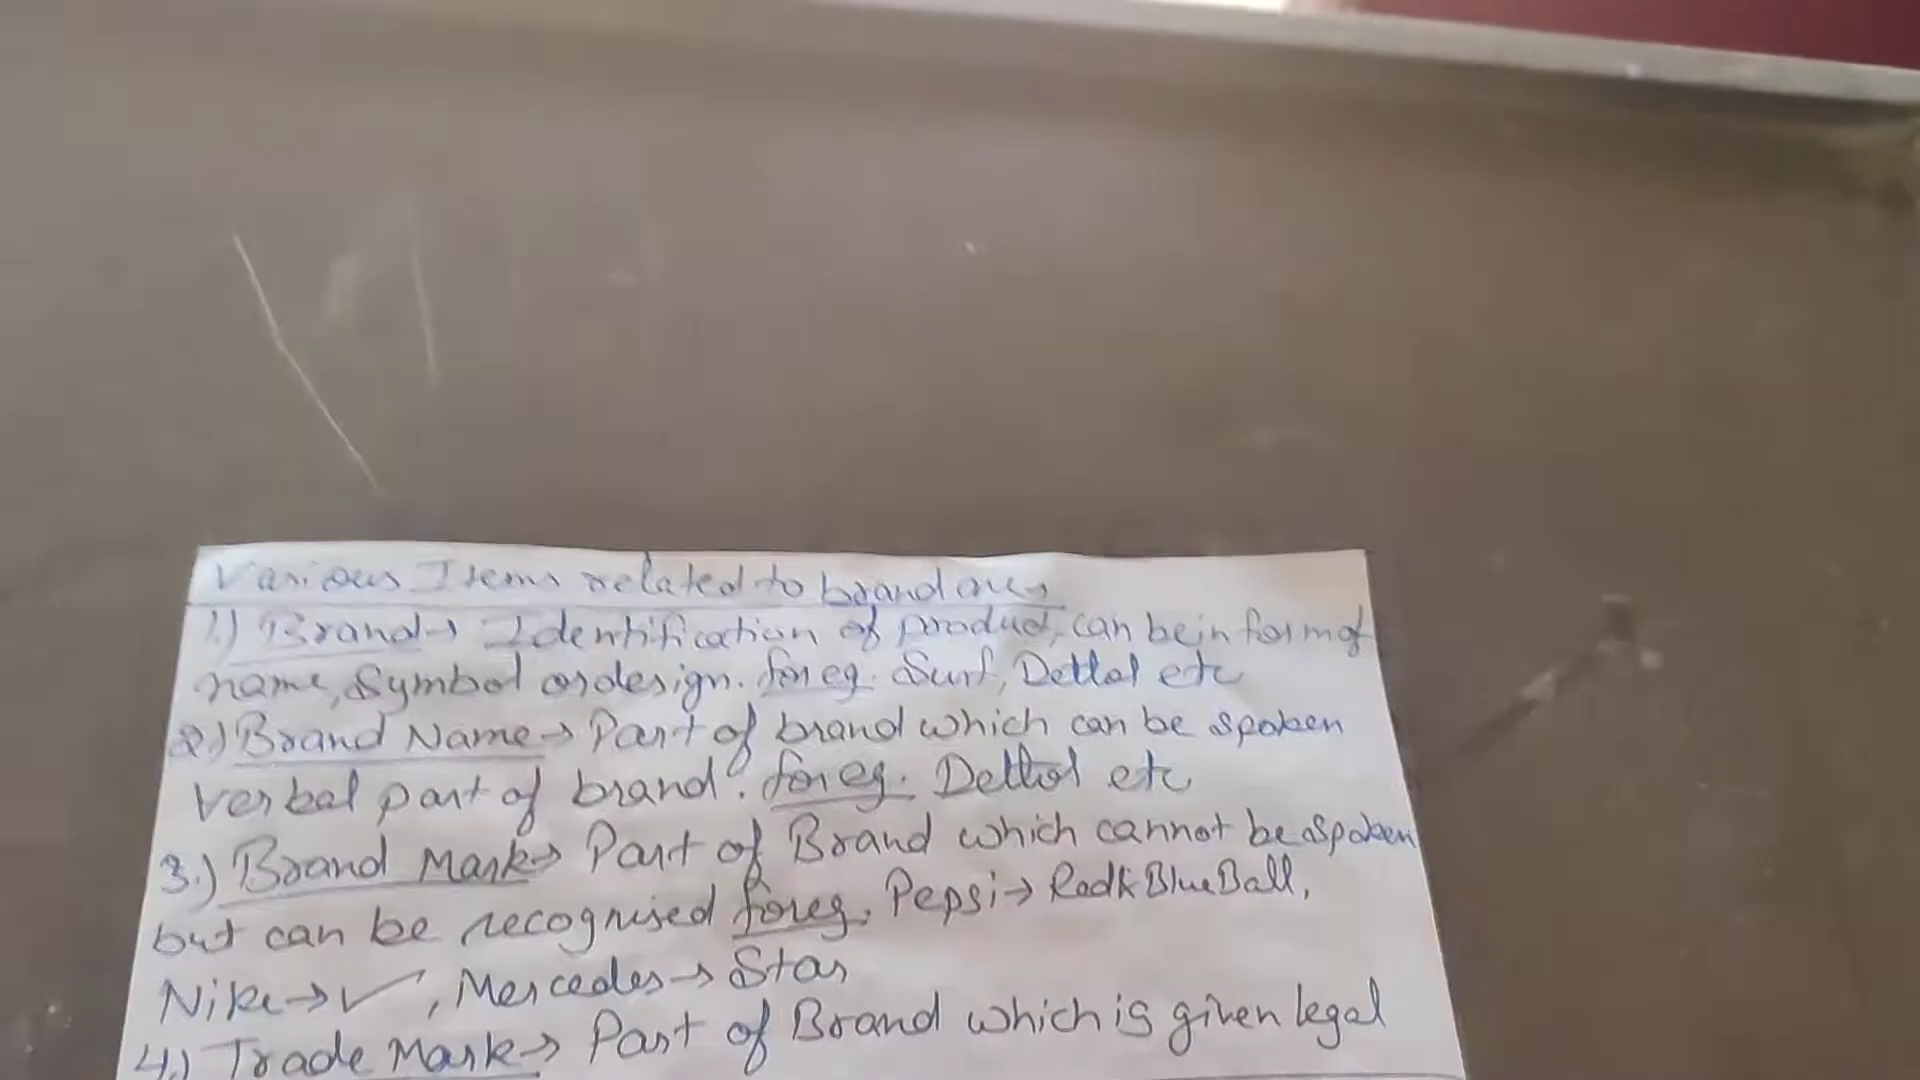 Various Items related to brand are
1.) Brand → Identification of product, can be in form of
name, Symbol or design. for eg. Surf, Dettol etc
2.) Brand Name → Part of brand which can be spoken
Verbal part of brand. for eg. Dettol etc
3.) Brand Mark → Part of Brand which cannot be spoken
but can be recognised for eg. Pepsi → Red & Blue Ball,
Nike → ✓, Mercedes → Star
4.) Trade Mark → Part of Brand which is given legal